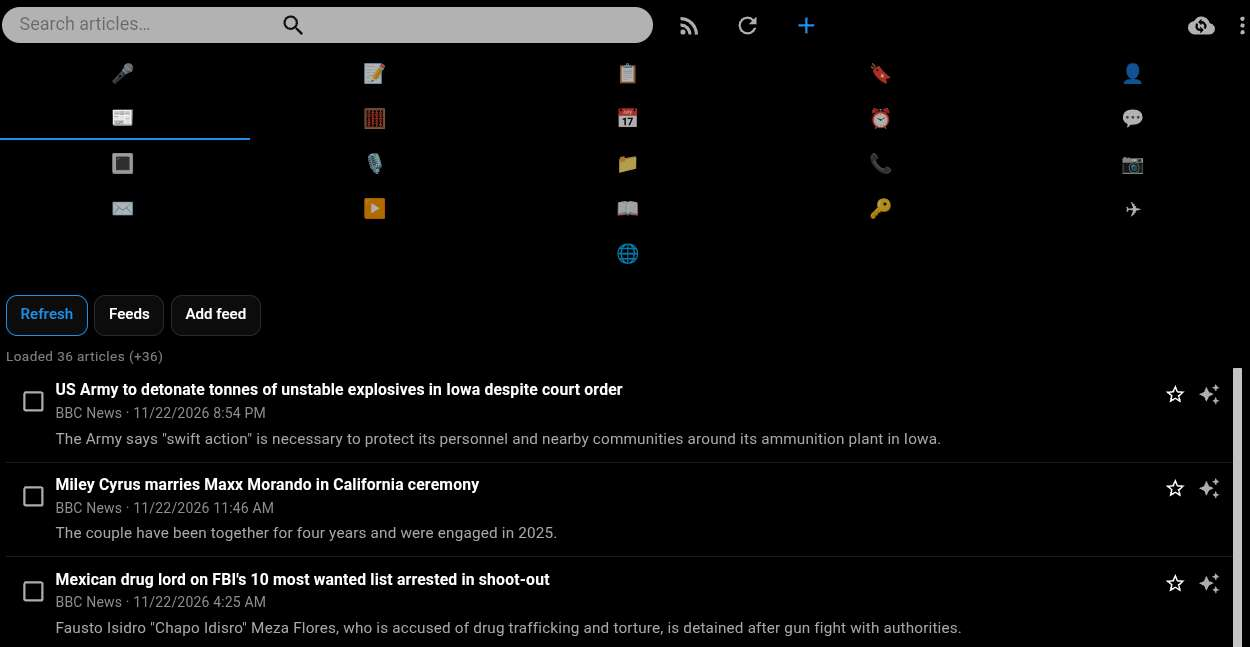 Search articles…
Refresh Feeds Add feed
Loaded 36 articles (+36)
US Army to detonate tonnes of unstable explosives in Iowa despite court order
BBC News · 11/22/2026 8:54 PM
The Army says "swift action" is necessary to protect its personnel and nearby communities around its ammunition plant in Iowa.
Miley Cyrus marries Maxx Morando in California ceremony
BBC News · 11/22/2026 11:46 AM
The couple have been together for four years and were engaged in 2025.
Mexican drug lord on FBI's 10 most wanted list arrested in shoot-out
BBC News · 11/22/2026 4:25 AM
Fausto Isidro "Chapo Idisro" Meza Flores, who is accused of drug trafficking and torture, is detained after gun fight with authorities.